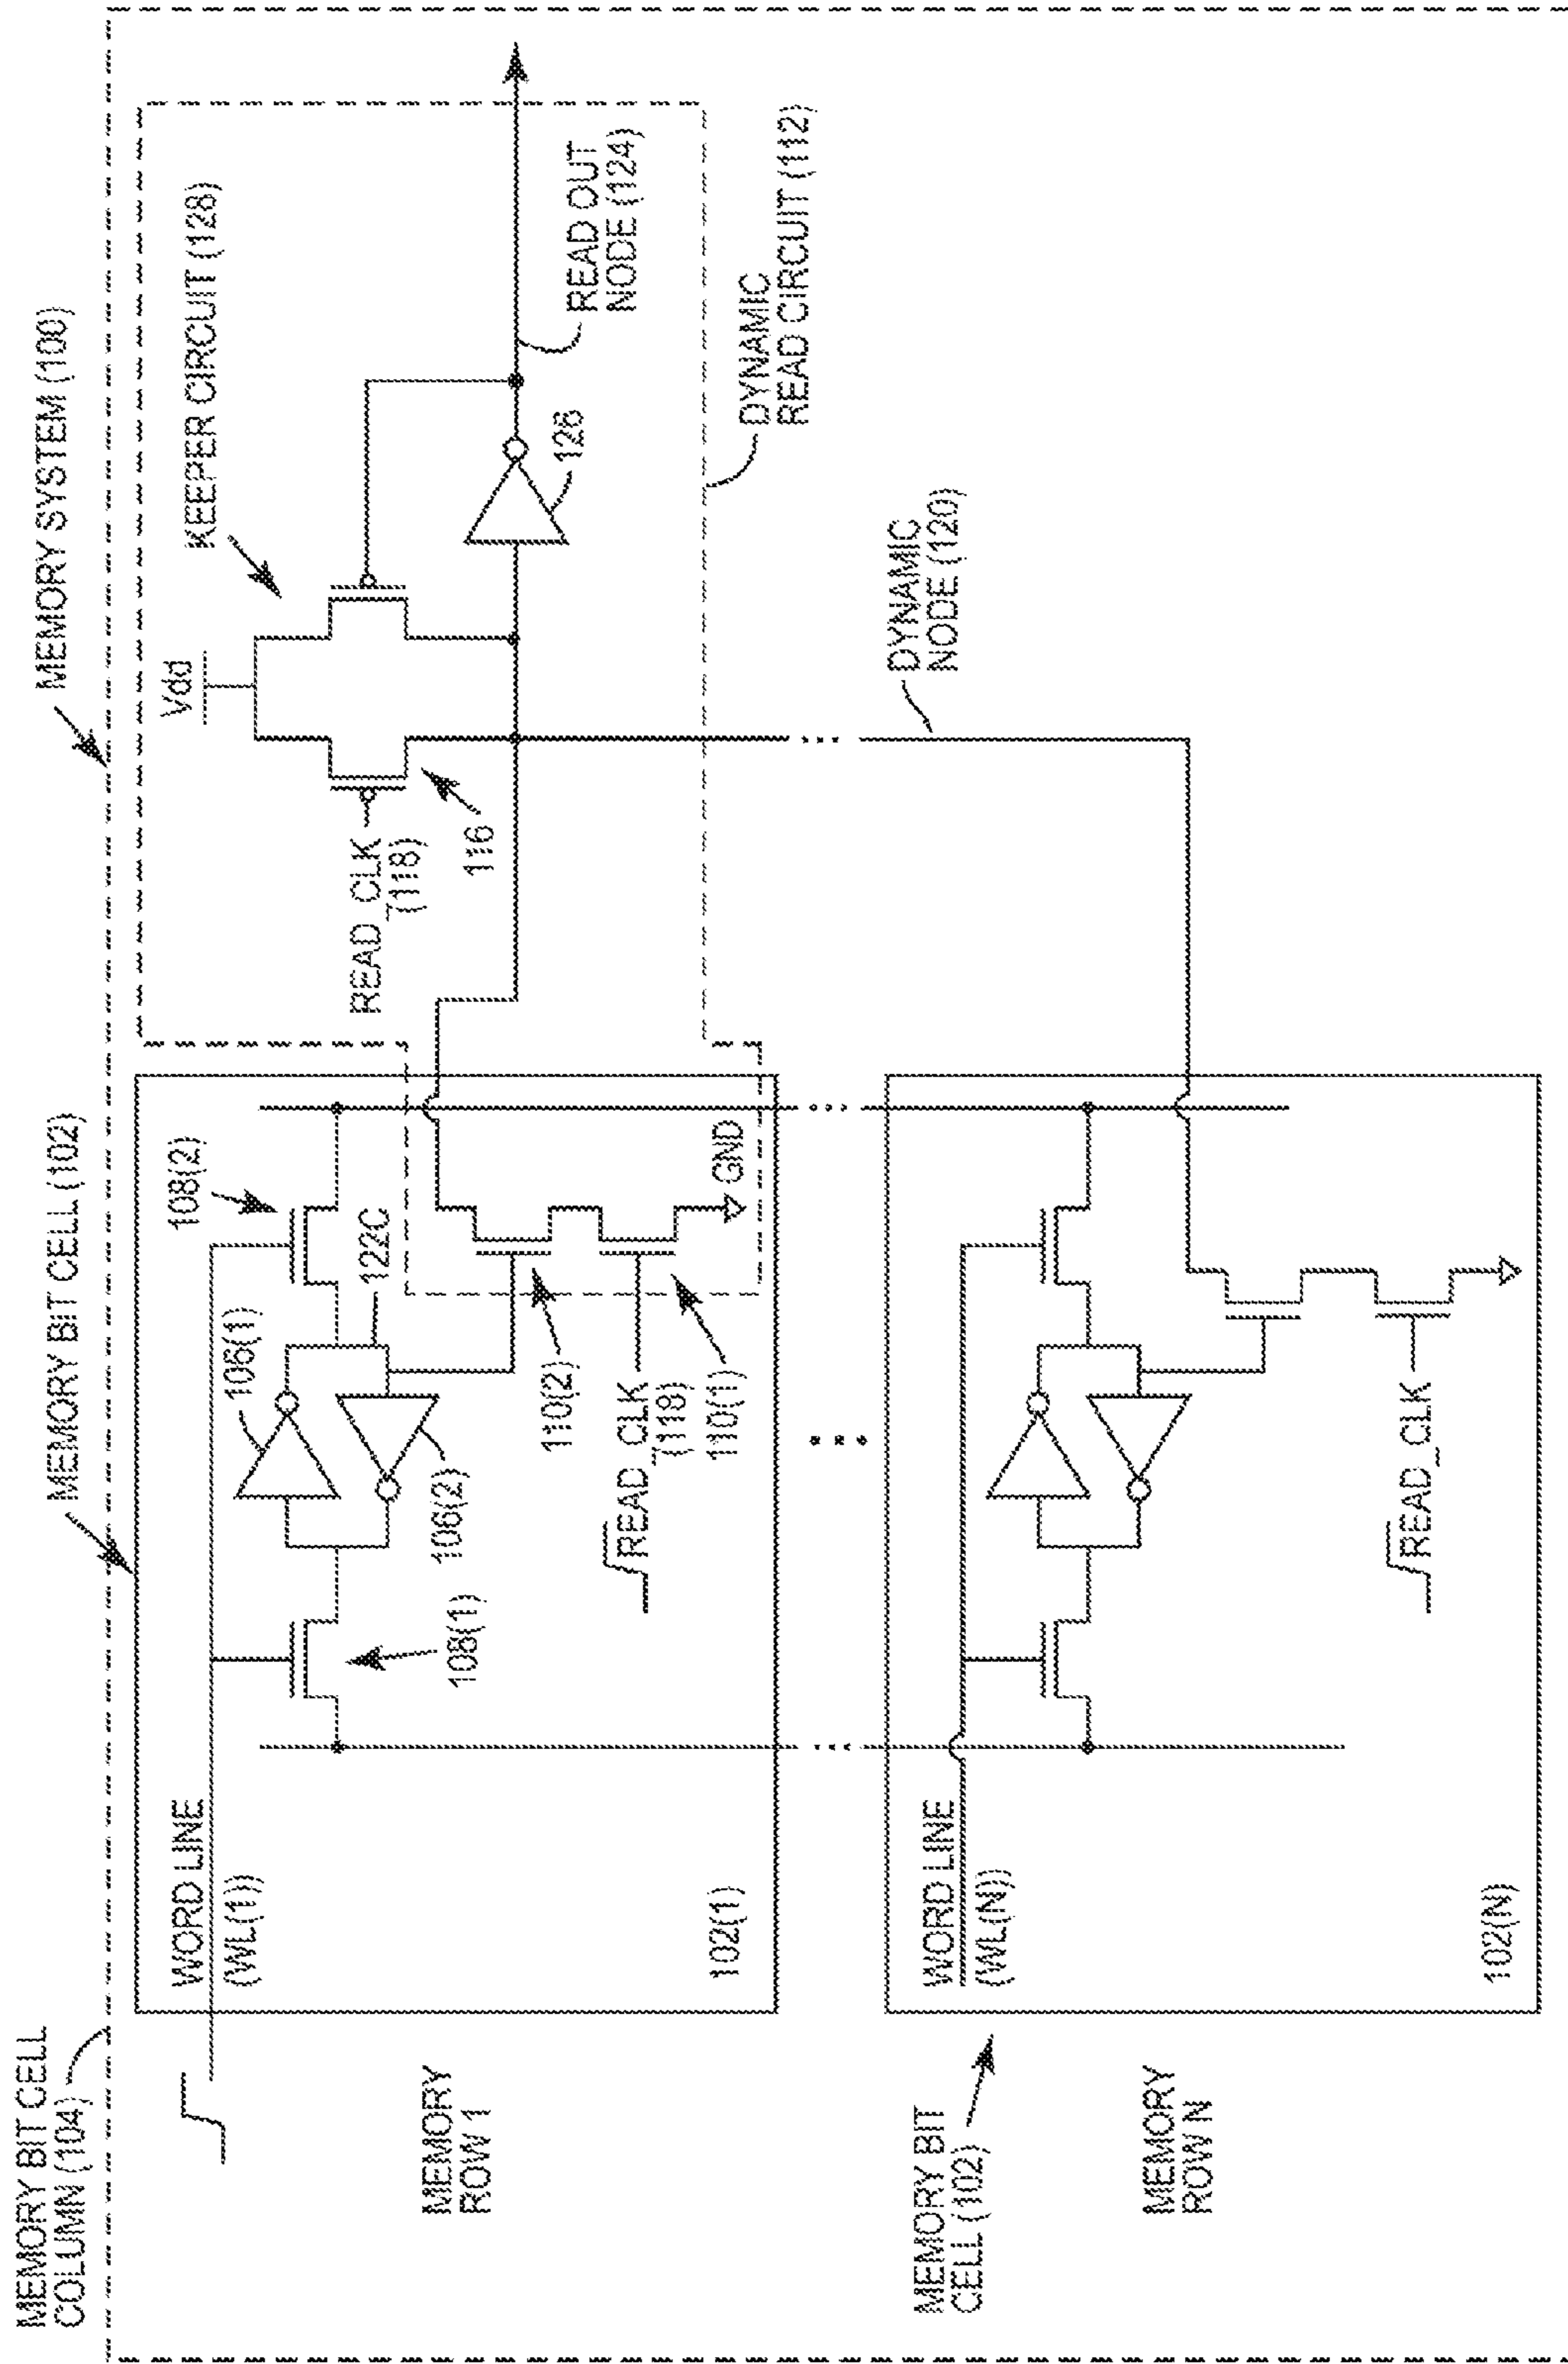 MEMORY SYSTEM (100)
MEMORY BIT CELL
COLUMN (104)
MEMORY BIT CELL (102)
KEEPER CIRCUIT (128)
Vdd
WORD LINE
(WL(1))
108(2)
106(1)
122C
READ_CLK
(118)
116
126
READ OUT
NODE (124)
MEMORY
ROW 1
108(1)
106(2)
110(2)
READ_CLK
(118)
110(1)
GND
102(1)
DYNAMIC
READ CIRCUIT (112)
DYNAMIC
NODE (120)
MEMORY BIT
CELL (102)
WORD LINE
(WL(N))
MEMORY
ROW N
READ_CLK
102(N)